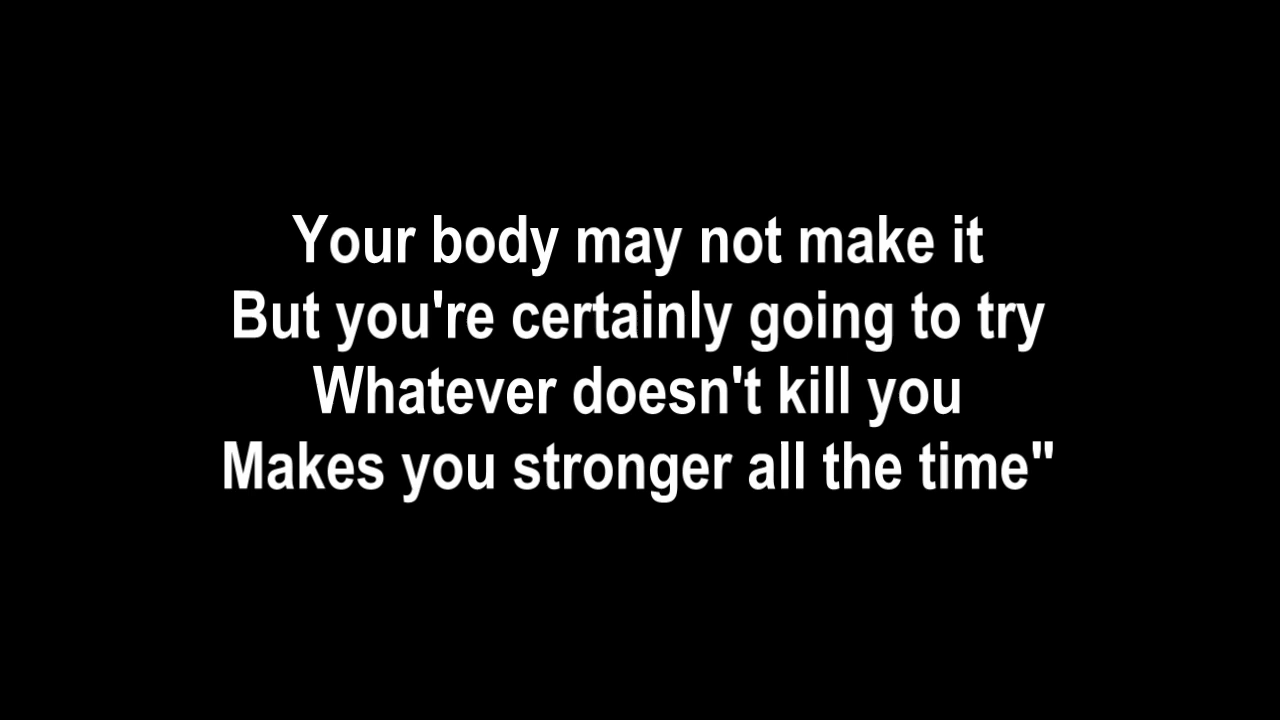 Your body may not make it
But you're certainly going to try
Whatever doesn't kill you
Makes you stronger all the time"